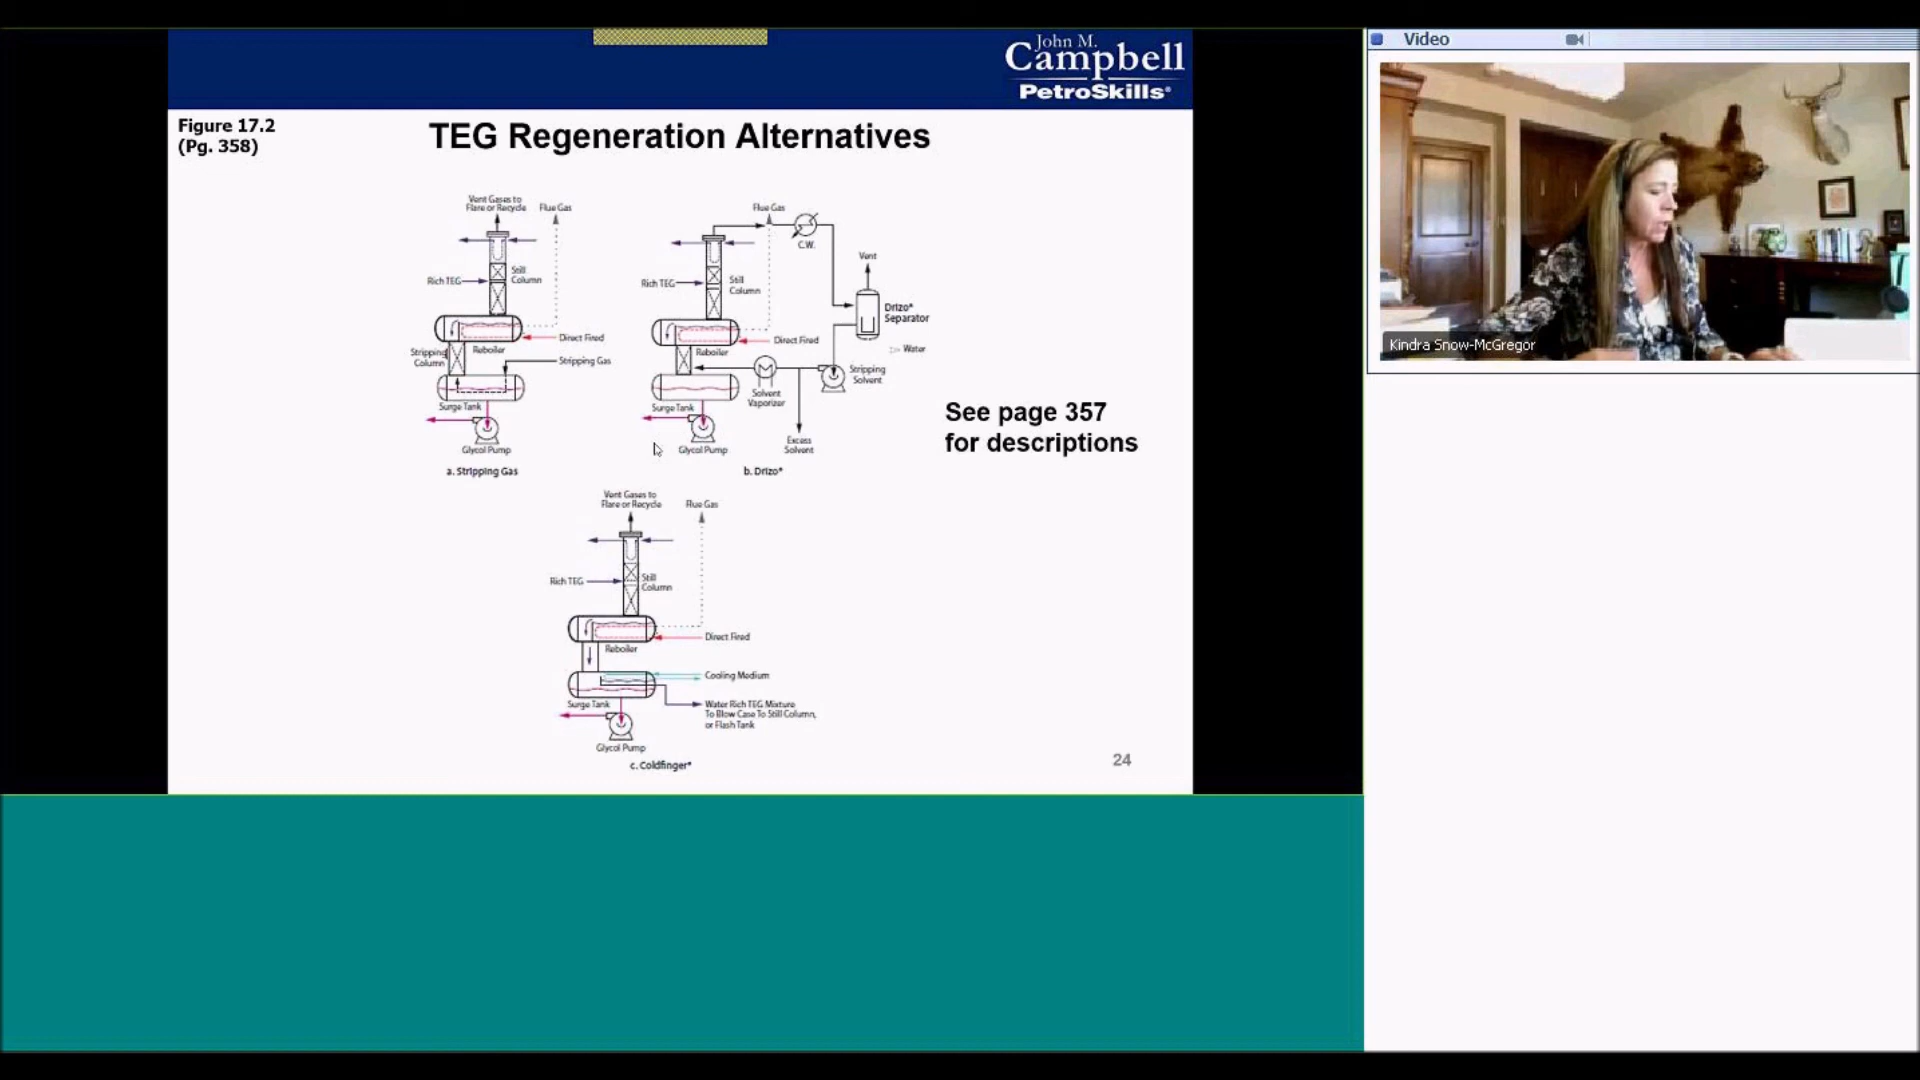 John M.
Campbell
PetroSkills®
Figure 17.2
(Pg. 358)
TEG Regeneration Alternatives
Vent Gases to
Flare or Recycle
Flue Gas
Rich TEG
Still
Column
Direct Fired
Reboiler
Stripping
Column
Stripping Gas
Surge Tank
Glycol Pump
a. Stripping Gas
Flue Gas
C.W.
Vent
Rich TEG
Still
Column
Drizo*
Separator
Direct Fired
Reboiler
Water
Stripping
Solvent
Solvent
Vaporizer
Surge Tank
Glycol Pump
Excess
Solvent
b. Drizo*
See page 357
for descriptions
Vent Gases to
Flare or Recycle
Flue Gas
Rich TEG
Still
Column
Direct Fired
Reboiler
Cooling Medium
Surge Tank
Water Rich TEG Mixture
To Blow Case To Still Column,
or Flash Tank
Glycol Pump
c. Coldfinger*
24
Video
Kindra Snow-McGregor